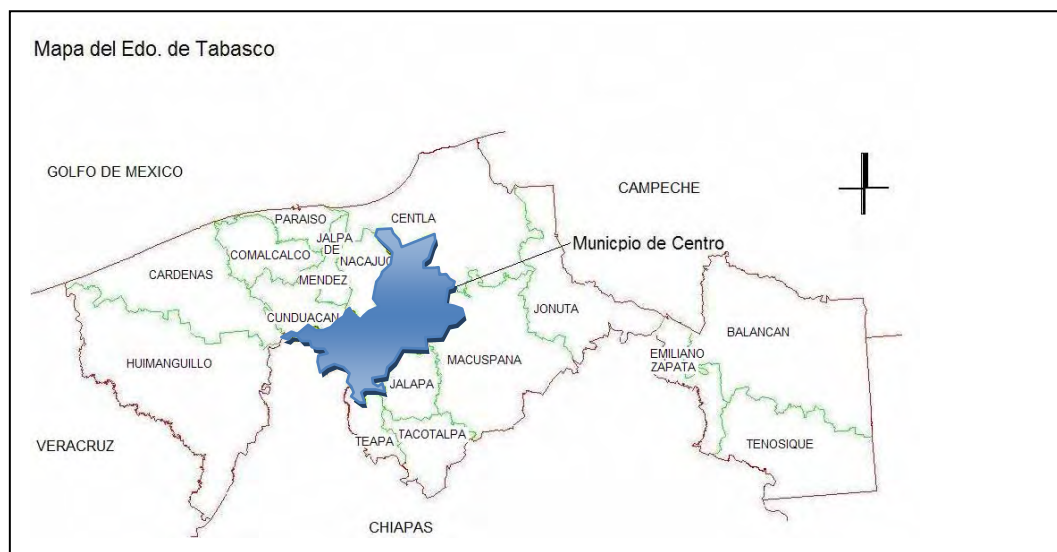 Mapa del Edo. de Tabasco
GOLFO DE MEXICO
CAMPECHE
PARAISO
CENTLA
JALPA
DE
MENDEZ
COMALCALCO
NACAJUC
Municpio de Centro
CARDENAS
CUNDUACAN
JONUTA
BALANCAN
HUIMANGUILLO
MACUSPANA
EMILIANO
ZAPATA
JALAPA
VERACRUZ
TEAPA
TACOTALPA
TENOSIQUE
CHIAPAS